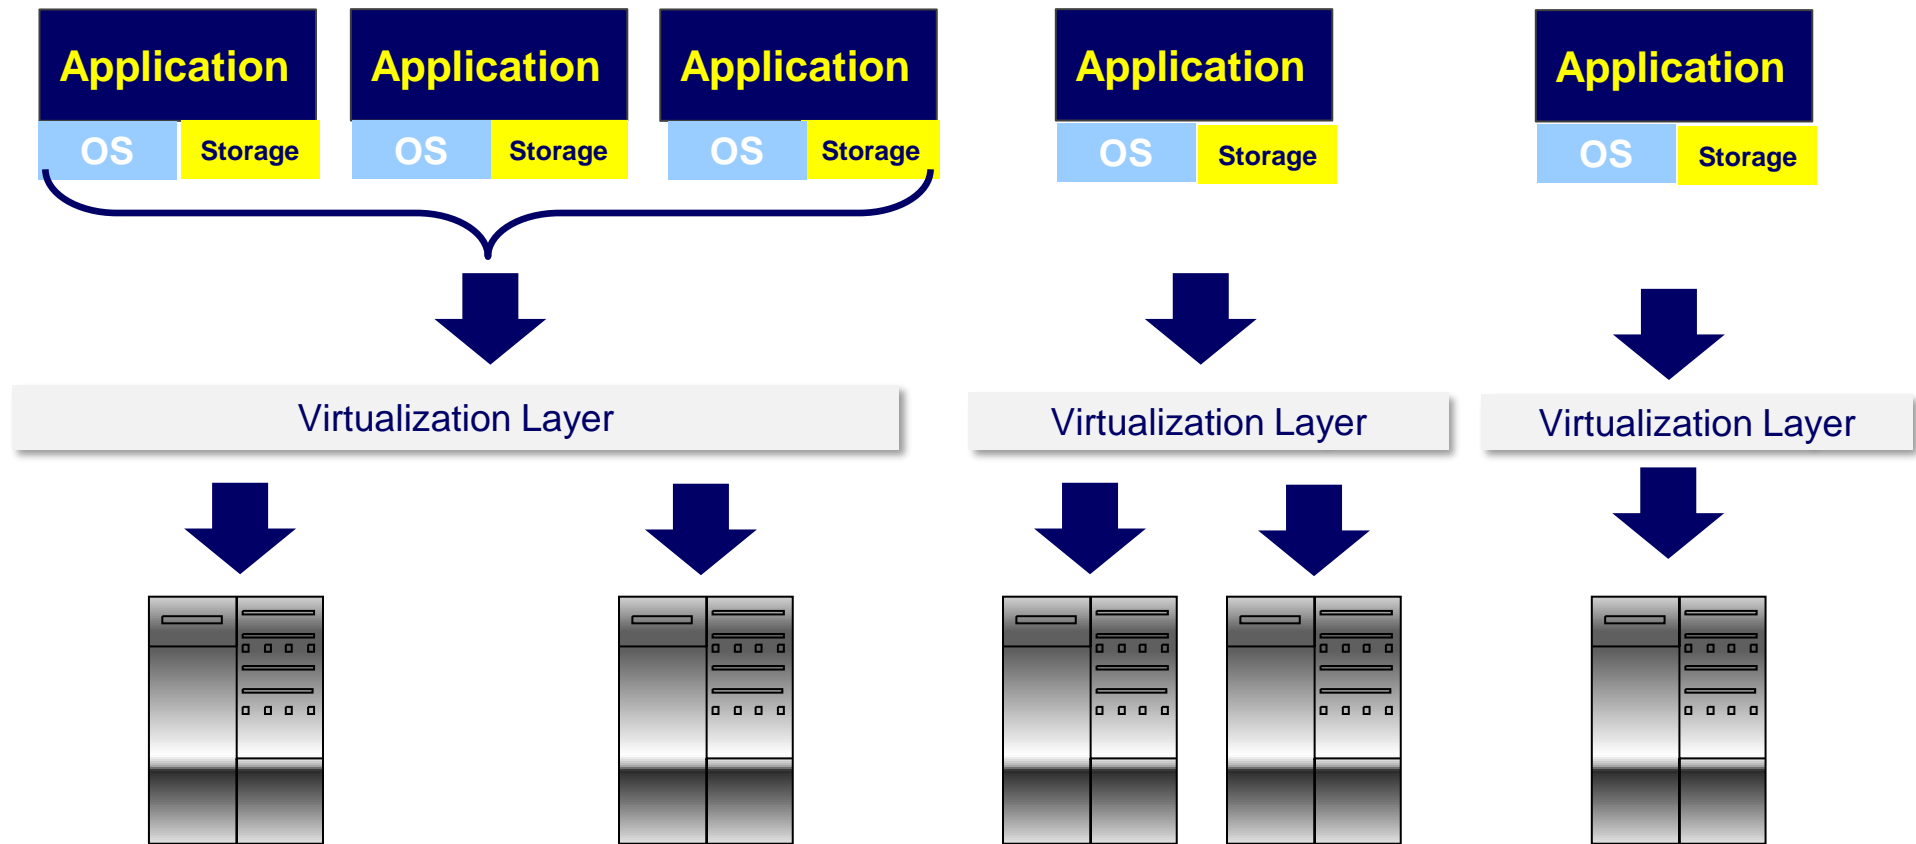 Application
Application
Application
Application
Application
OS
Storage
OS
Storage
OS
Storage
OS
Storage
OS
Storage
Virtualization Layer
Virtualization Layer
Virtualization Layer